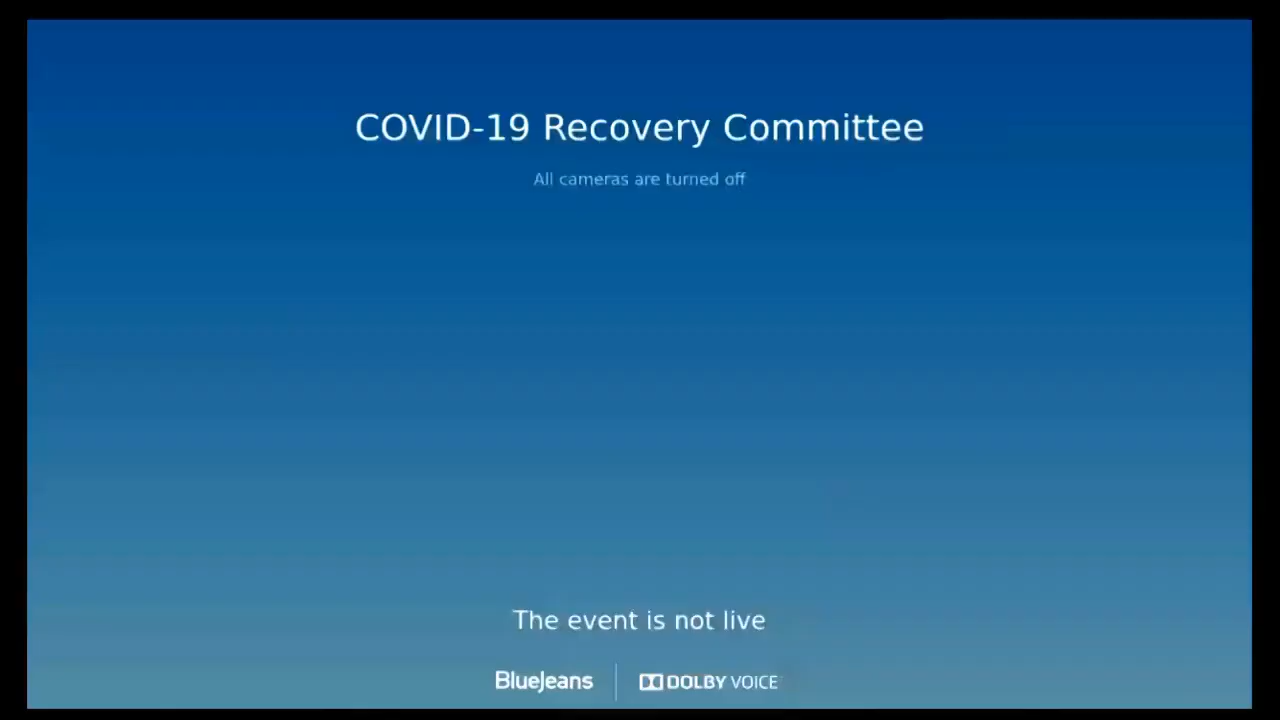 COVID-19 Recovery Committee
All cameras are turned off
The event is not live
BlueJeans
DOLBY VOICE